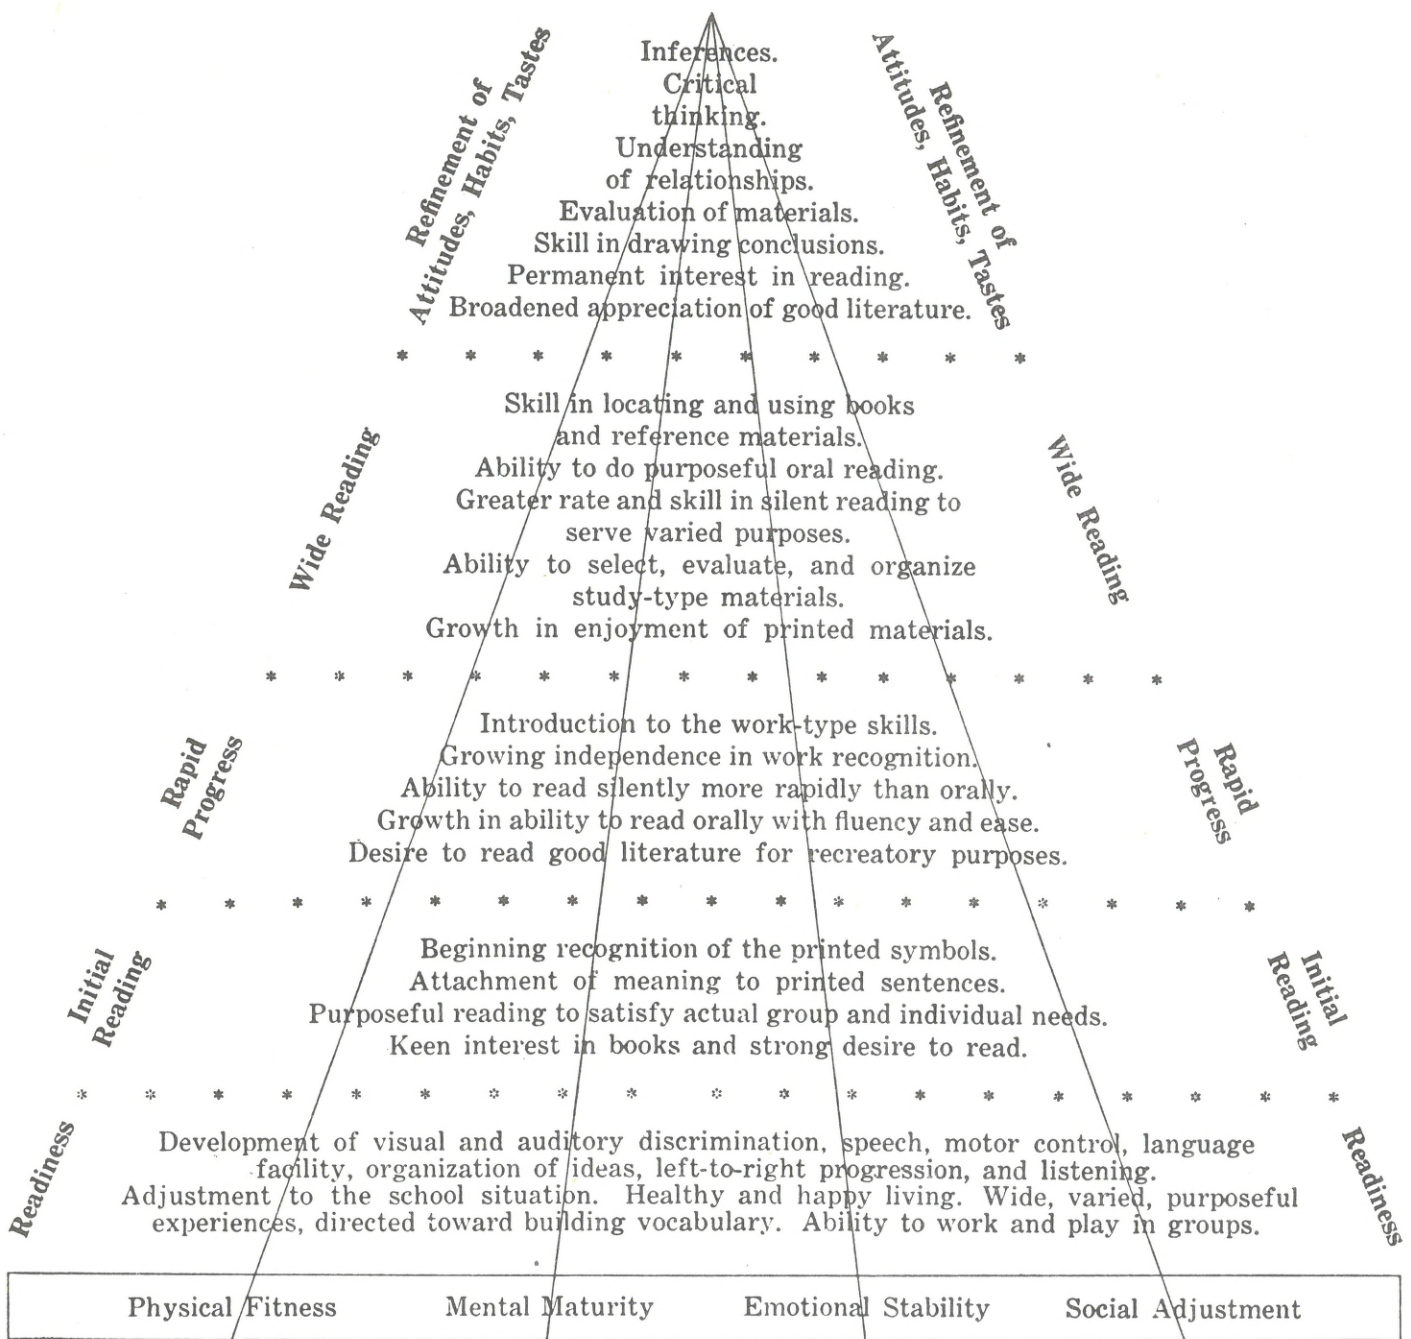 Refinement of
Attitudes, Habits, Tastes
Refinement of
Attitudes, Habits, Tastes
Inferences.
Critical
thinking.
Understanding
of relationships.
Evaluation of materials.
Skill in drawing conclusions.
Permanent interest in reading.
Broadened appreciation of good literature.
* * * * * * * * * *
Wide Reading
Wide Reading
Skill in locating and using books
and reference materials.
Ability to do purposeful oral reading.
Greater rate and skill in silent reading to
serve varied purposes.
Ability to select, evaluate, and organize
study-type materials.
Growth in enjoyment of printed materials.
* * * * * * * * * * * * * *
Rapid
Progress
Rapid
Progress
Introduction to the work-type skills.
Growing independence in work recognition.
Ability to read silently more rapidly than orally.
Growth in ability to read orally with fluency and ease.
Desire to read good literature for recreatory purposes.
* * * * * * * * * * * * * * * * *
Initial
Reading
Initial
Reading
Beginning recognition of the printed symbols.
Attachment of meaning to printed sentences.
Purposeful reading to satisfy actual group and individual needs.
Keen interest in books and strong desire to read.
* * * * * * * * * * * * * * * * * * *
Readiness
Readiness
Development of visual and auditory discrimination, speech, motor control, language
facility, organization of ideas, left-to-right progression, and listening.
Adjustment to the school situation. Healthy and happy living. Wide, varied, purposeful
experiences, directed toward building vocabulary. Ability to work and play in groups.
Physical Fitness Mental Maturity Emotional Stability Social Adjustment